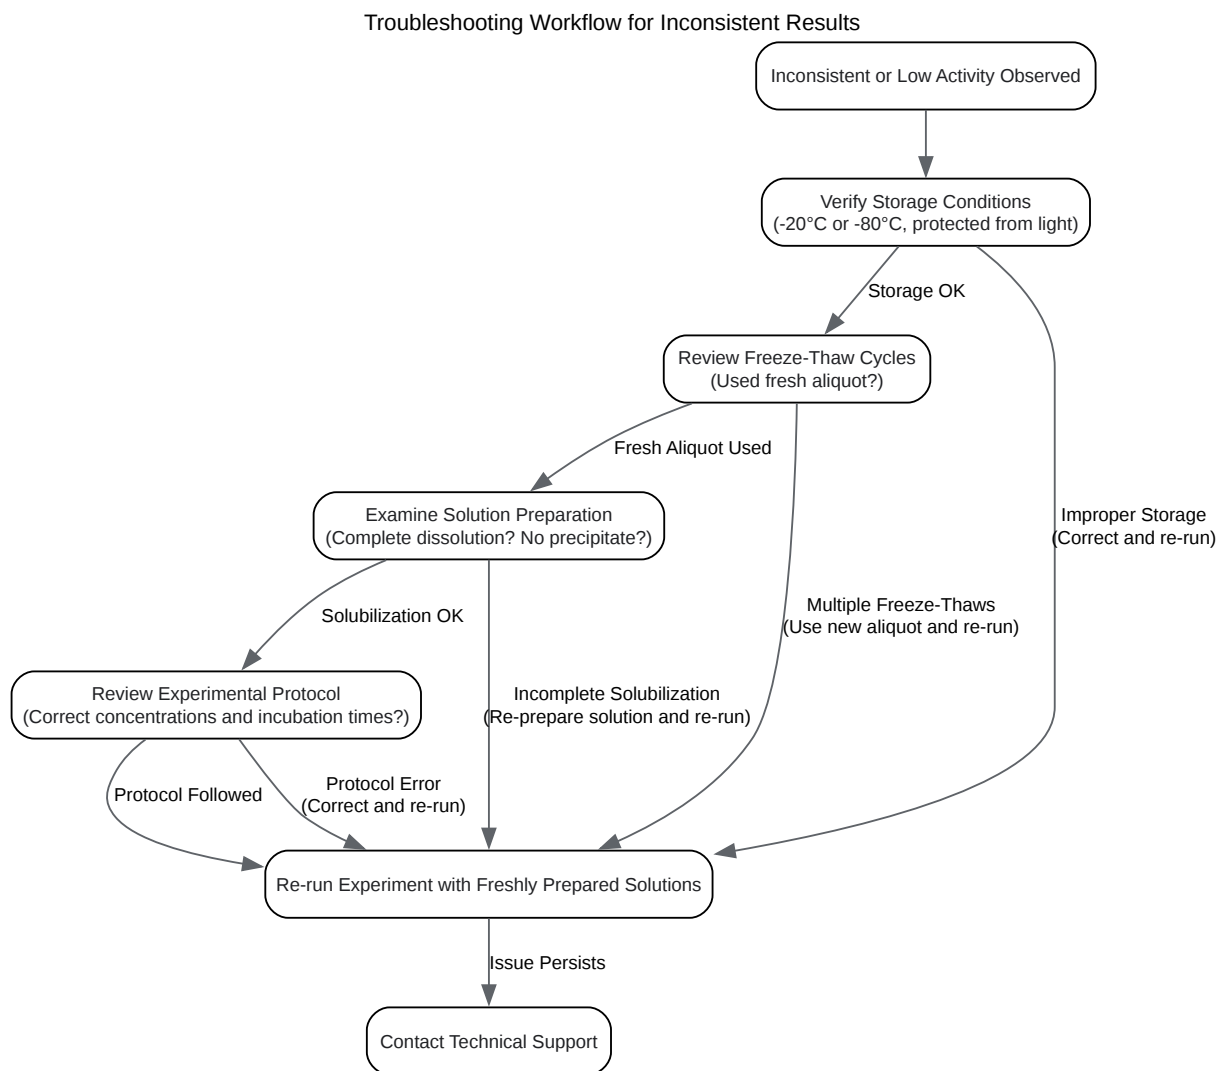 Troubleshooting Workflow for Inconsistent Results
Inconsistent or Low Activity Observed
Verify Storage Conditions
(-20°C or -80°C, protected from light)
Storage OK
Review Freeze-Thaw Cycles
(Used fresh aliquot?)
Fresh Aliquot Used
Examine Solution Preparation
(Complete dissolution? No precipitate?)
Improper Storage
(Correct and re-run)
Solubilization OK
Multiple Freeze-Thaws
(Use new aliquot and re-run)
Review Experimental Protocol
(Correct concentrations and incubation times?)
Incomplete Solubilization
(Re-prepare solution and re-run)
Protocol Followed
Protocol Error
(Correct and re-run)
Re-run Experiment with Freshly Prepared Solutions
Issue Persists
Contact Technical Support